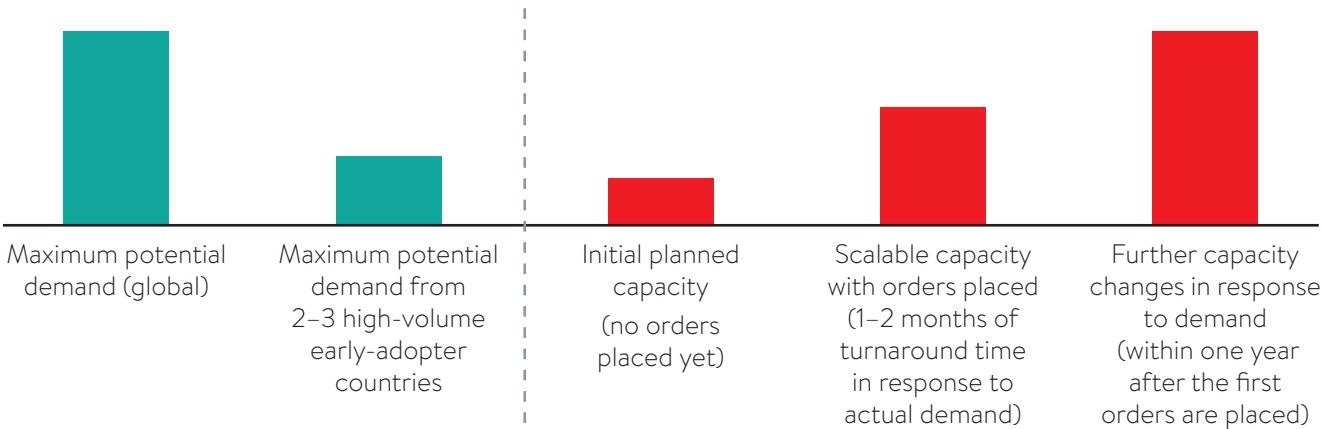 Maximum potential
demand (global)
Maximum potential
demand from
2–3 high-volume
early-adopter
countries
Initial planned
capacity
(no orders
placed yet)
Scalable capacity
with orders placed
(1–2 months of
turnaround time
in response to
actual demand)
Further capacity
changes in response
to demand
(within one year
after the first
orders are placed)